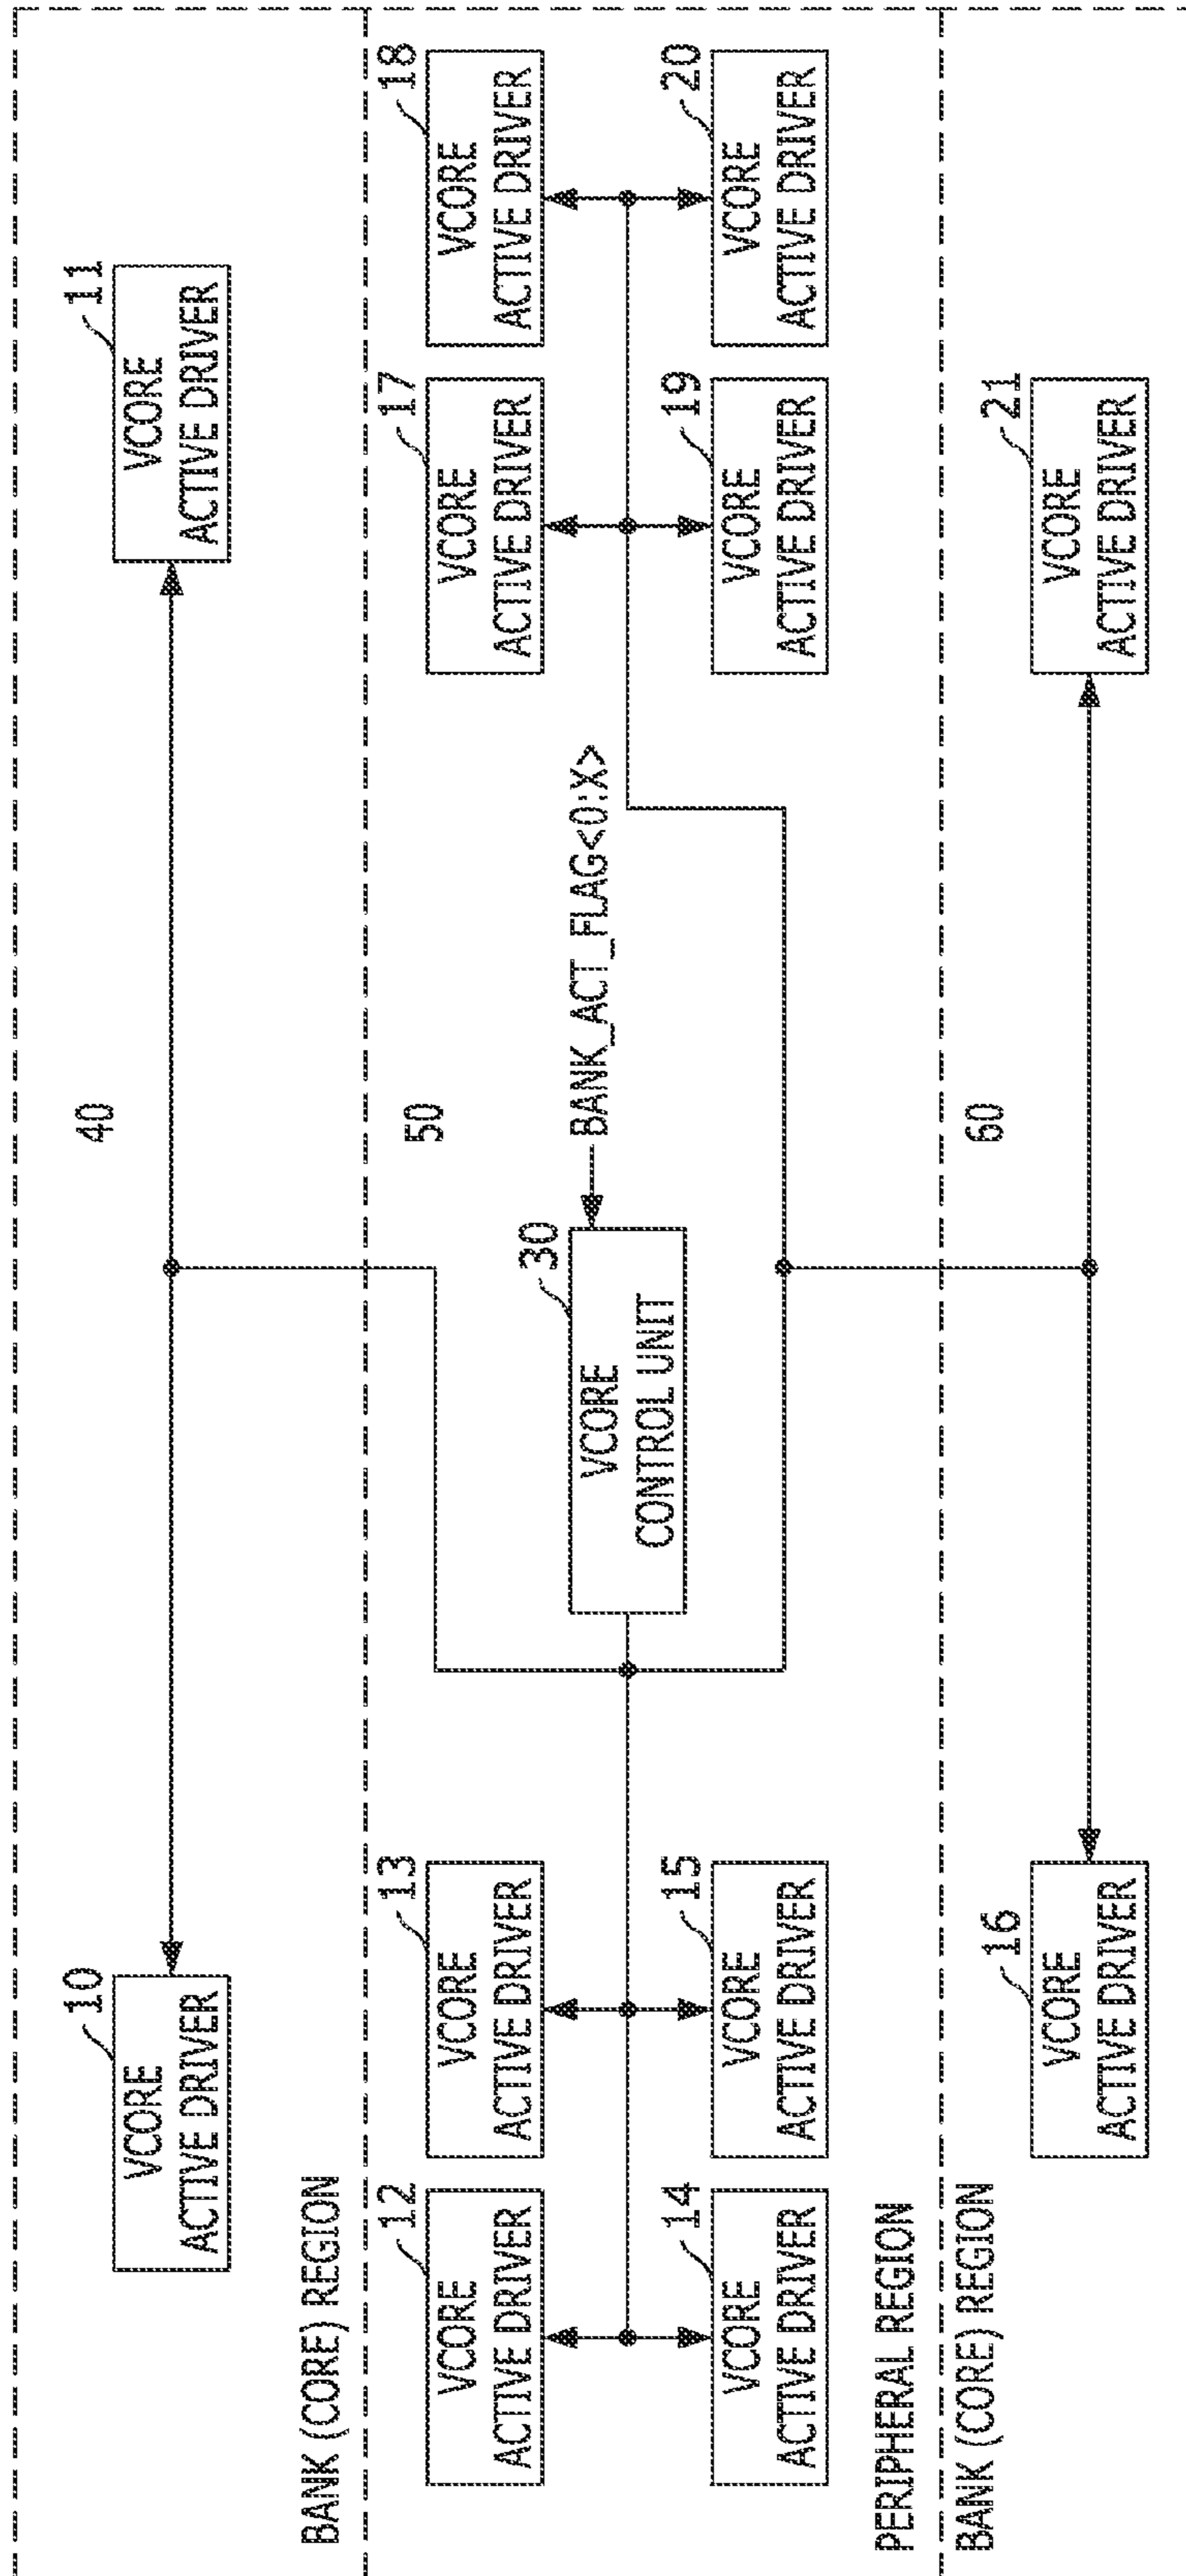 40
10
VCORE
ACTIVE DRIVER
11
VCORE
ACTIVE DRIVER
BANK (CORE) REGION
50
12
VCORE
ACTIVE DRIVER
13
VCORE
ACTIVE DRIVER
17
VCORE
ACTIVE DRIVER
18
VCORE
ACTIVE DRIVER
30
VCORE
CONTROL UNIT
BANK_ACT_FLAG<0:X>
14
VCORE
ACTIVE DRIVER
15
VCORE
ACTIVE DRIVER
19
VCORE
ACTIVE DRIVER
20
VCORE
ACTIVE DRIVER
PERIPHERAL REGION
BANK (CORE) REGION
60
16
VCORE
ACTIVE DRIVER
21
VCORE
ACTIVE DRIVER